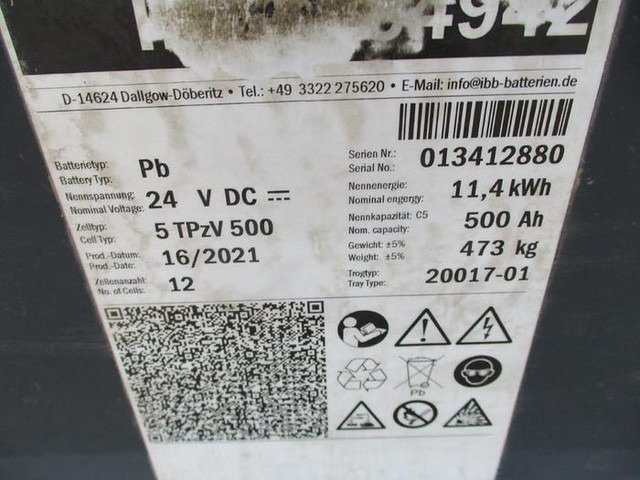 D-14624 Dallgow-Döberitz • Tel.: +49 3322 275620 • E-Mail: info@ibb-batterien.de
Batterietyp: Pb
Battery Typ:
Nennspannung: 24 V DC
Nominal Voltage:
Zelltyp: 5 TPzV 500
Cell Typ:
Prod.-Datum: 16/2021
Prod.-Date:
Zellenanzahl: 12
No. of Cells:
Serien Nr.: 013412880
Serial No.:
Nennenergie: 11,4 kWh
Nominal engergy:
Nennkapazität: C5 500 Ah
Nom. capacity:
Gewicht: ±5% 473 kg
Weight: ±5%
Trogtyp: 20017-01
Tray Type:
Pb